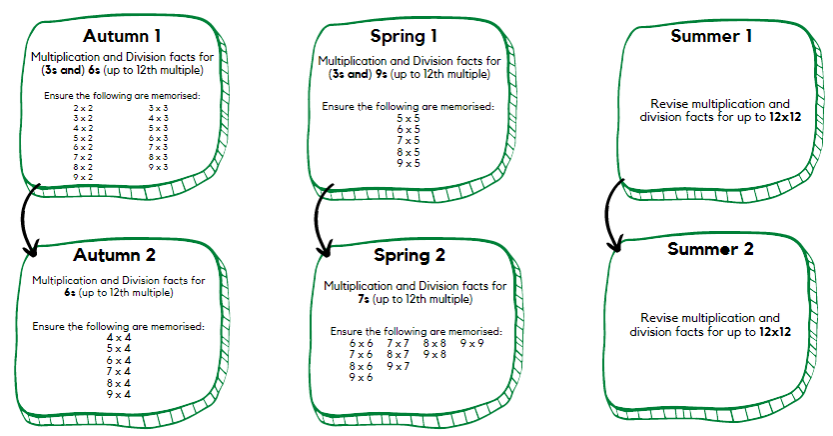 Autumn 1
Multiplication and Division facts for
(3s and) 6s (up to 12th multiple)
Ensure the following are memorised:
2 x 2 3 x 3
3 x 2 4 x 3
4 x 2 5 x 3
5 x 2 6 x 3
6 x 2 7 x 3
7 x 2 8 x 3
8 x 2 9 x 3
9 x 2
Autumn 2
Multiplication and Division facts for
6s (up to 12th multiple)
Ensure the following are memorised:
4 x 4
5 x 4
6 x 4
7 x 4
8 x 4
9 x 4
Spring 1
Multiplication and Division facts for
(3s and) 9s (up to 12th multiple)
Ensure the following are memorised:
5 x 5
6 x 5
7 x 5
8 x 5
9 x 5
Spring 2
Multiplication and Division facts for
7s (up to 12th multiple)
Ensure the following are memorised:
6 x 6 7 x 7 8 x 8 9 x 9
7 x 6 8 x 7 9 x 8
8 x 6 9 x 7
9 x 6
Summer 1
Revise multiplication and
division facts for up to 12x12
Summer 2
Revise multiplication and
division facts for up to 12x12